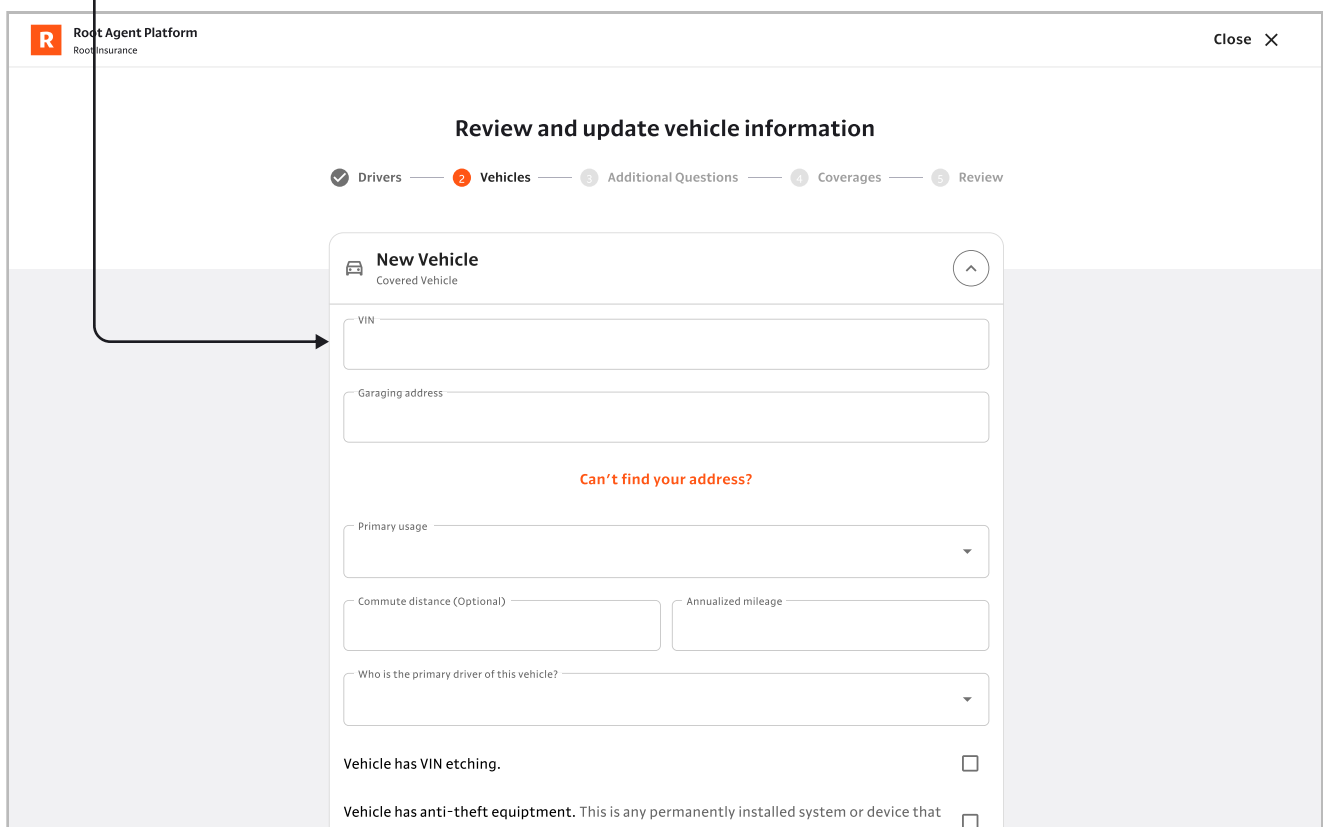 R
Root Agent Platform
Root Insurance
Close
Review and update vehicle information
Drivers 2 Vehicles 3 Additional Questions 4 Coverages 5 Review
New Vehicle
Covered Vehicle
VIN
Garaging address
Can't find your address?
Primary usage
Commute distance (Optional) Annualized mileage
Who is the primary driver of this vehicle?
Vehicle has VIN etching.
Vehicle has anti-theft equiptment. This is any permanently installed system or device that